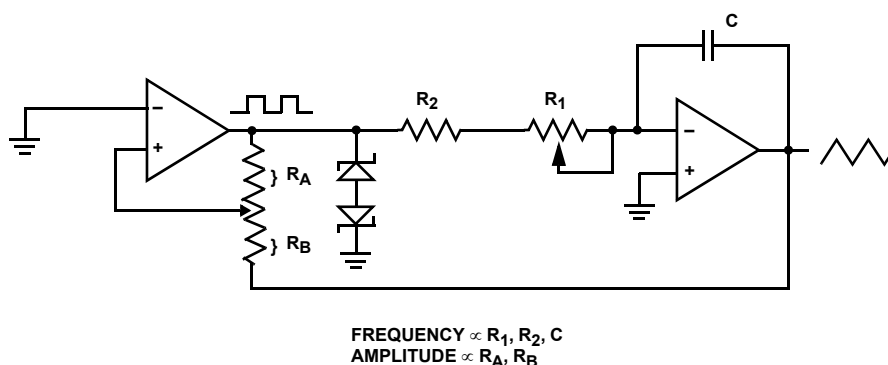 C
R2
R1
−
+
} RA
} RB
−
+
FREQUENCY ∝ R1, R2, C
AMPLITUDE ∝ RA, RB